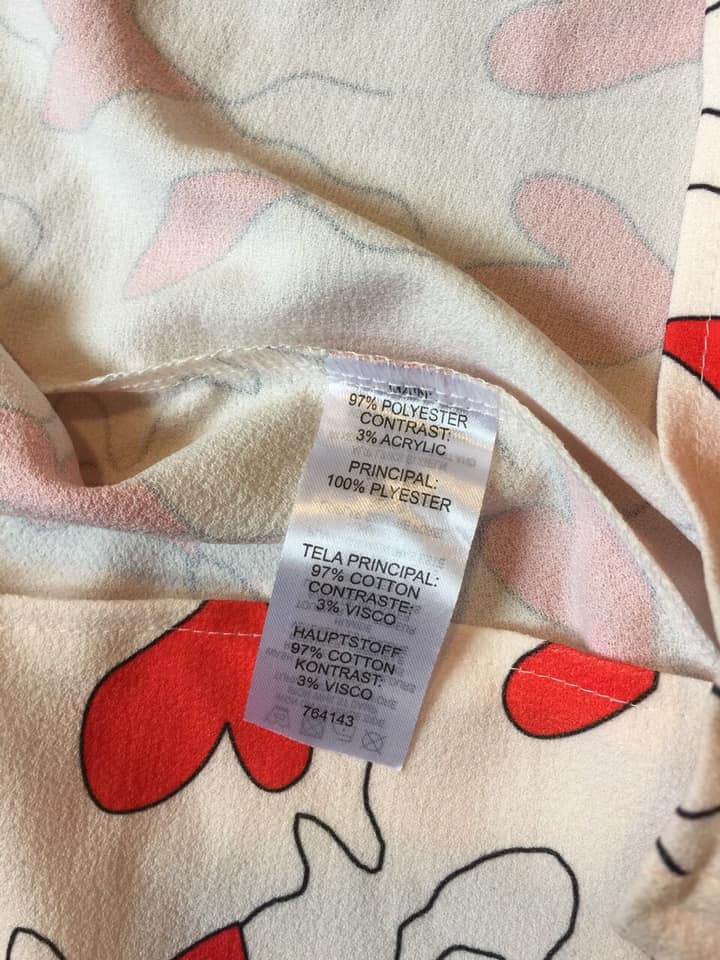 97% POLYESTER
CONTRAST:
3% ACRYLIC
PRINCIPAL:
100% PLYESTER
TELA PRINCIPAL:
97% COTTON
CONTRASTE:
3% VISCO
HAUPTSTOFF
97% COTTON
KONTRAST:
3% VISCO
764143